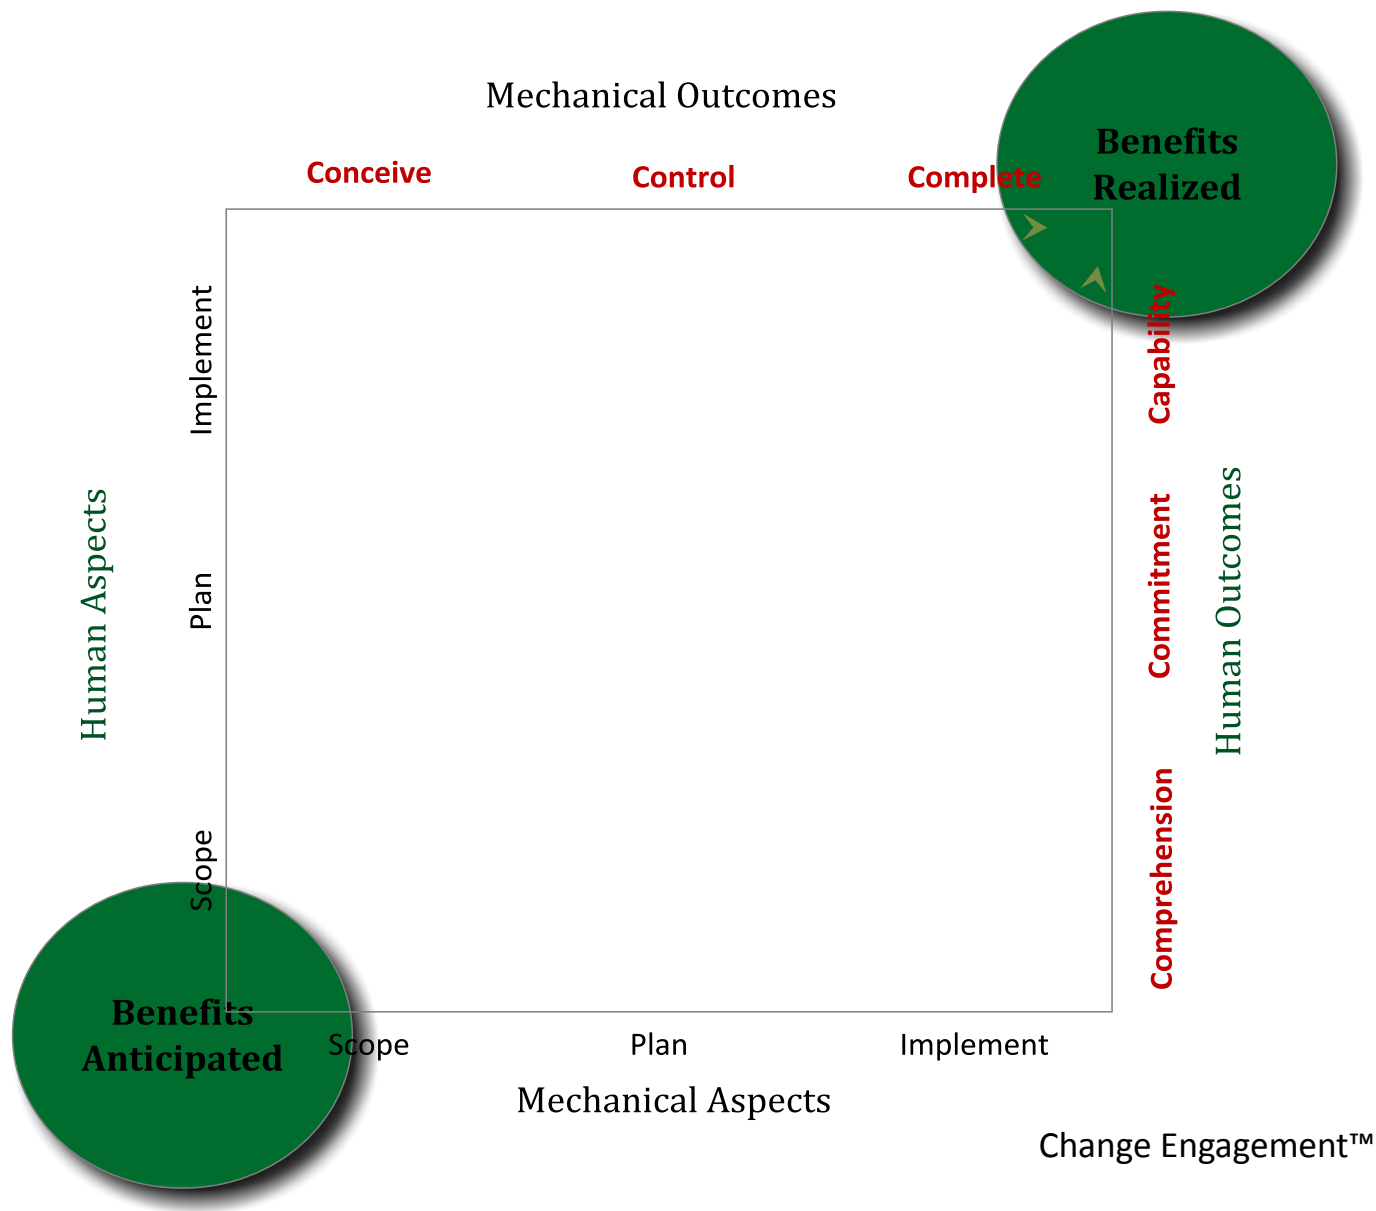 Mechanical Outcomes
Benefits
Realized
Conceive
Control
Complete
Implement
Plan
Scope
Human Aspects
Capability
Commitment
Comprehension
Human Outcomes
Benefits
Anticipated
Scope
Plan
Implement
Mechanical Aspects
Change Engagement™